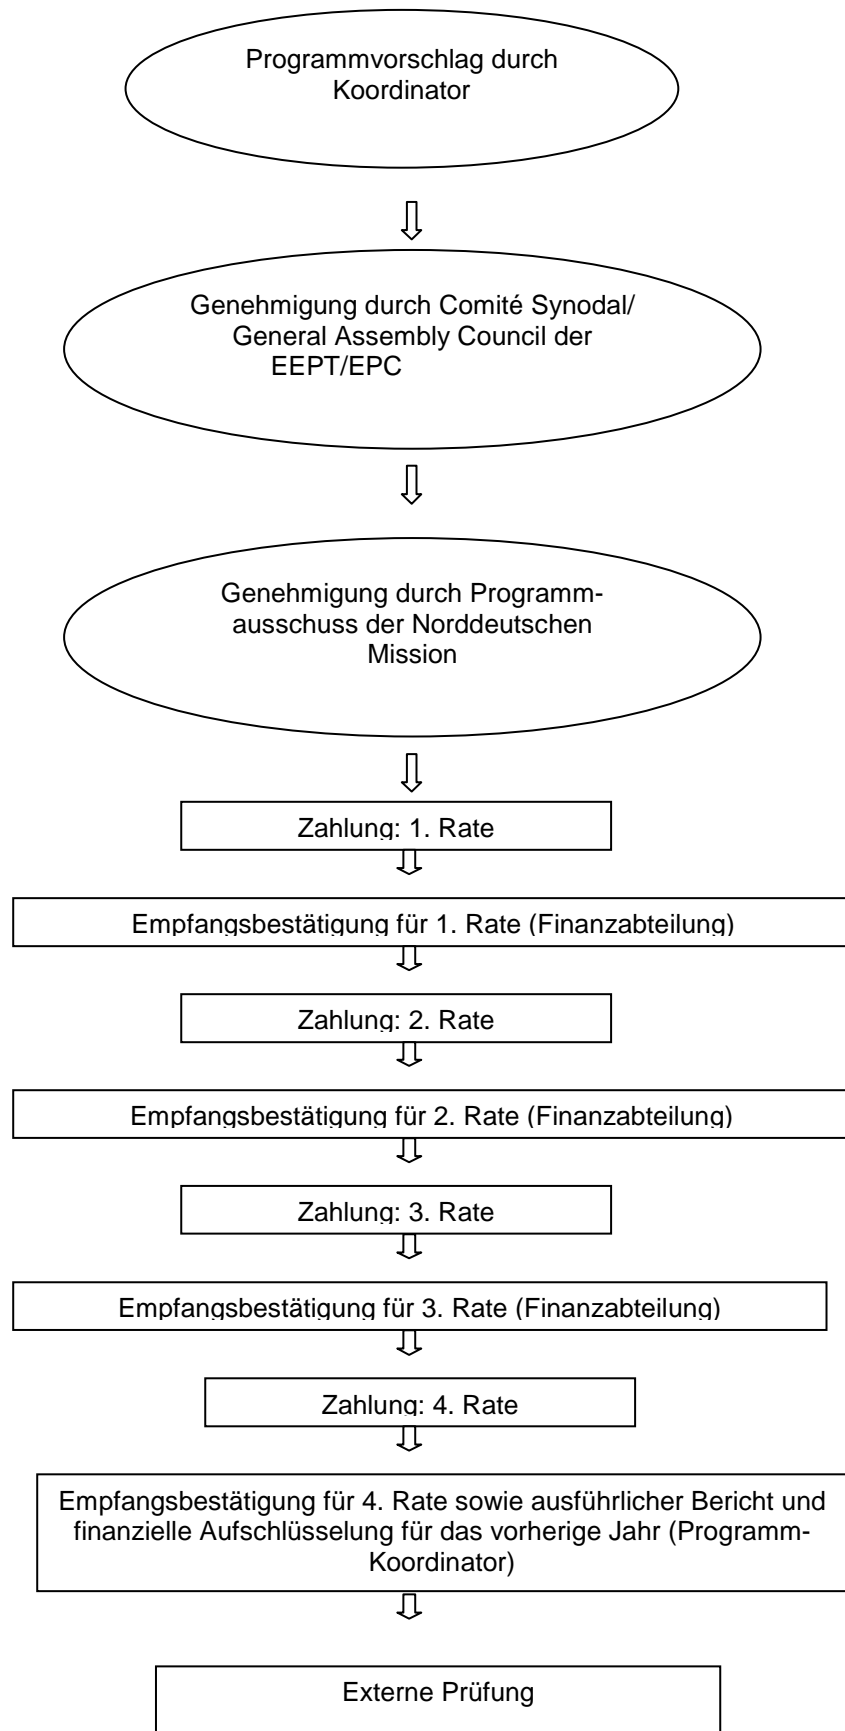 Programmvorschlag durch
Koordinator
Genehmigung durch Comité Synodal/
General Assembly Council der
EEPT/EPC
Genehmigung durch Programm-
ausschuss der Norddeutschen
Mission
Zahlung: 1. Rate
Empfangsbestätigung für 1. Rate (Finanzabteilung)
Zahlung: 2. Rate
Empfangsbestätigung für 2. Rate (Finanzabteilung)
Zahlung: 3. Rate
Empfangsbestätigung für 3. Rate (Finanzabteilung)
Zahlung: 4. Rate
Empfangsbestätigung für 4. Rate sowie ausführlicher Bericht und
finanzielle Aufschlüsselung für das vorherige Jahr (Programm-
Koordinator)
Externe Prüfung